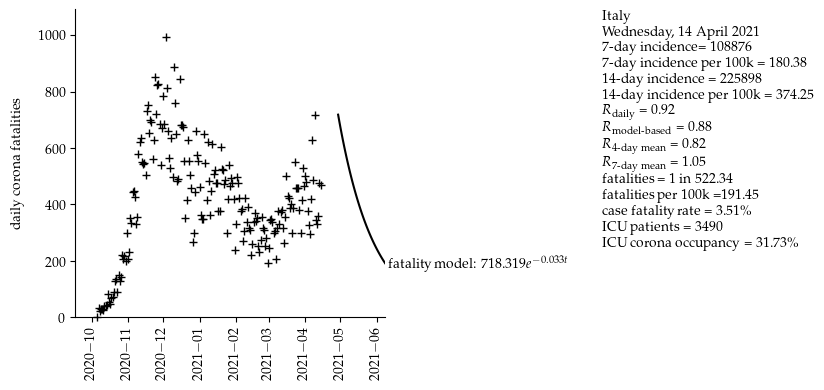 Italy
Wednesday, 14 April 2021
7-day incidence= 108876
7-day incidence per 100k = 180.38
14-day incidence = 225898
14-day incidence per 100k = 374.25
R_daily = 0.92
R_model-based = 0.88
R_4-day mean = 0.82
R_7-day mean = 1.05
fatalities = 1 in 522.34
fatalities per 100k =191.45
case fatality rate = 3.51%
ICU patients = 3490
ICU corona occupancy = 31.73%
daily corona fatalities
1000
800
600
400
200
0
fatality model: 718.319e^{−0.033t}
2020−10
2020−11
2020−12
2021−01
2021−02
2021−03
2021−04
2021−05
2021−06